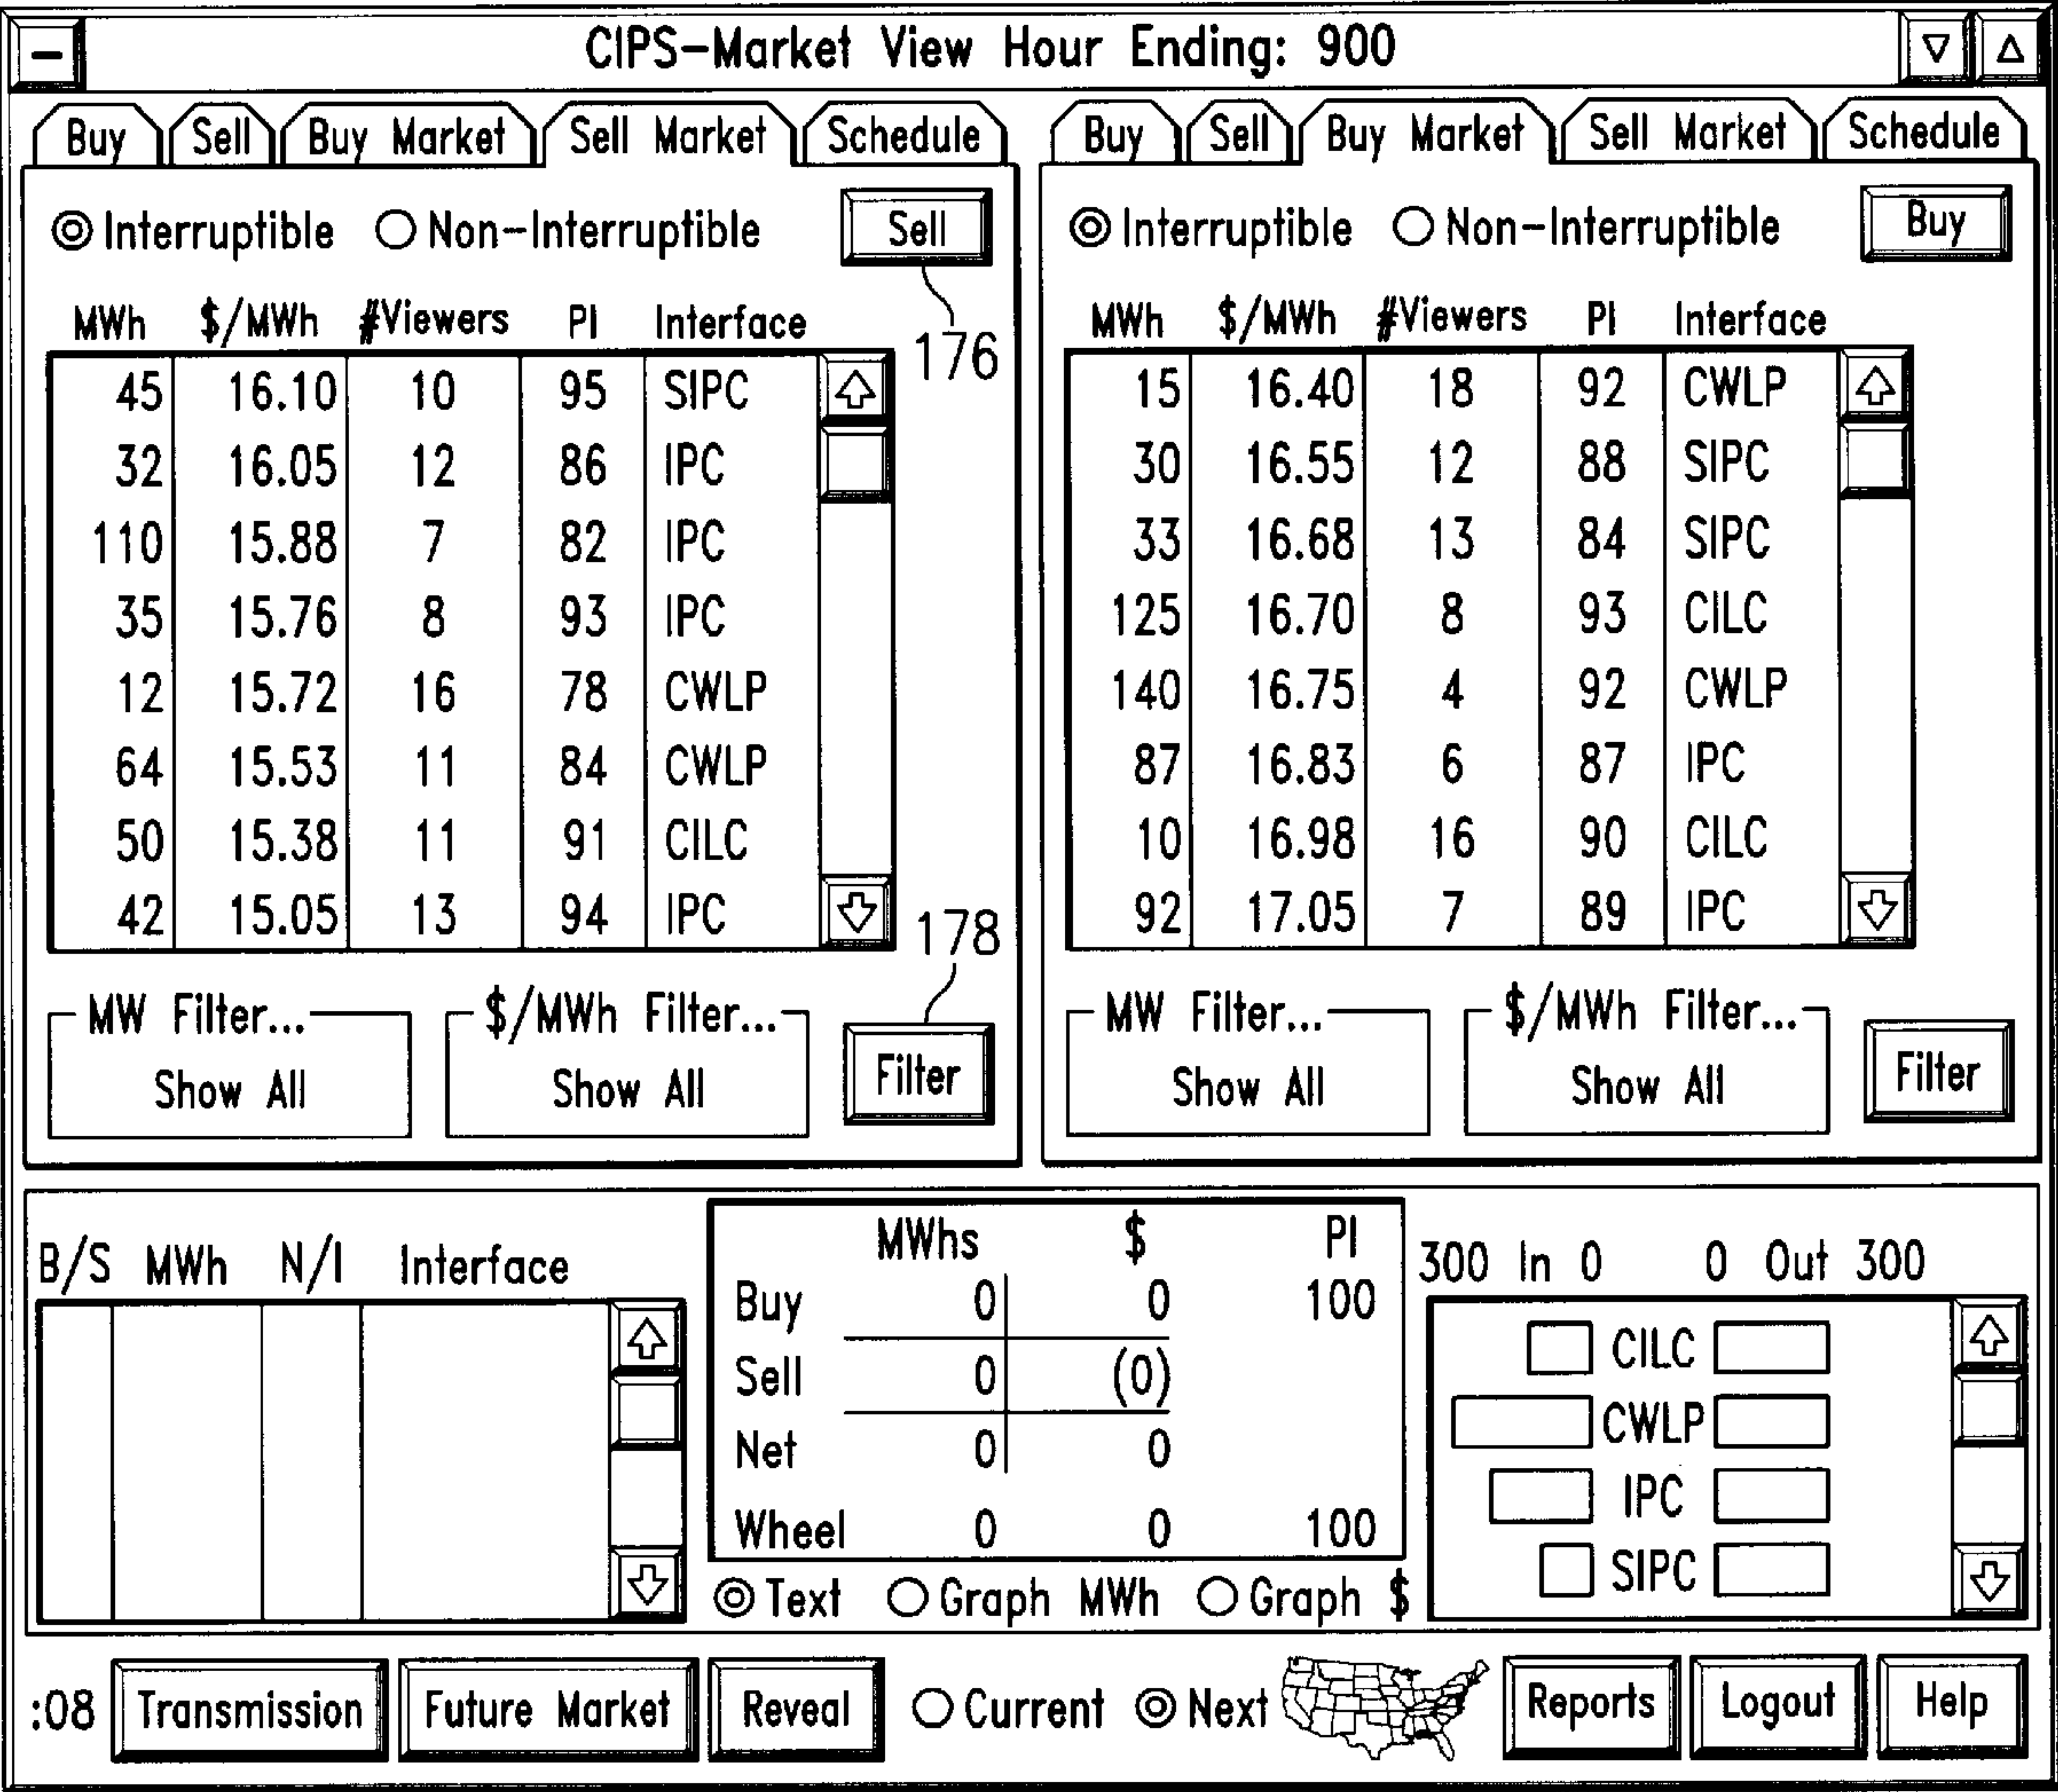 CIPS-Market View Hour Ending: 900
Buy Sell Buy Market Sell Market Schedule
Interruptible Non-Interruptible Sell
176
MWh $/MWh #Viewers PI Interface
45 16.10 10 95 SIPC
32 16.05 12 86 IPC
110 15.88 7 82 IPC
35 15.76 8 93 IPC
12 15.72 16 78 CWLP
64 15.53 11 84 CWLP
50 15.38 11 91 CILC
42 15.05 13 94 IPC
178
MW Filter... $/MWh Filter...
Show All Show All Filter
Buy Sell Buy Market Sell Market Schedule
Interruptible Non-Interruptible Buy
MWh $/MWh #Viewers PI Interface
15 16.40 18 92 CWLP
30 16.55 12 88 SIPC
33 16.68 13 84 SIPC
125 16.70 8 93 CILC
140 16.75 4 92 CWLP
87 16.83 6 87 IPC
10 16.98 16 90 CILC
92 17.05 7 89 IPC
MW Filter... $/MWh Filter...
Show All Show All Filter
B/S MWh N/I Interface
MWhs $ PI
Buy 0 0 100
Sell 0 (0)
Net 0 0
Wheel 0 0 100
Text Graph MWh Graph $
300 In 0 0 Out 300
CILC
CWLP
IPC
SIPC
:08 Transmission Future Market Reveal Current Next Reports Logout Help